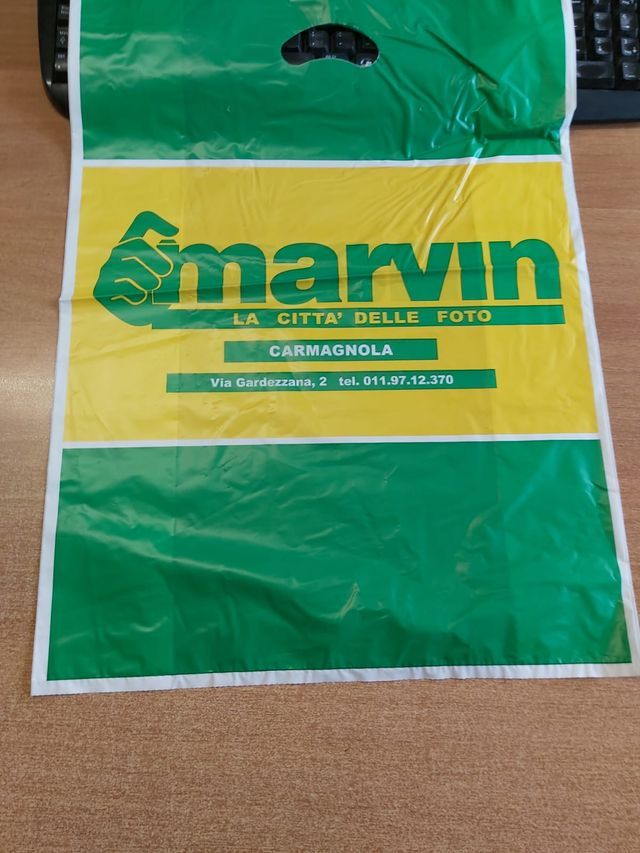 marvin
LA CITTA' DELLE FOTO
CARMAGNOLA
Via Gardezzana, 2 tel. 011.97.12.370